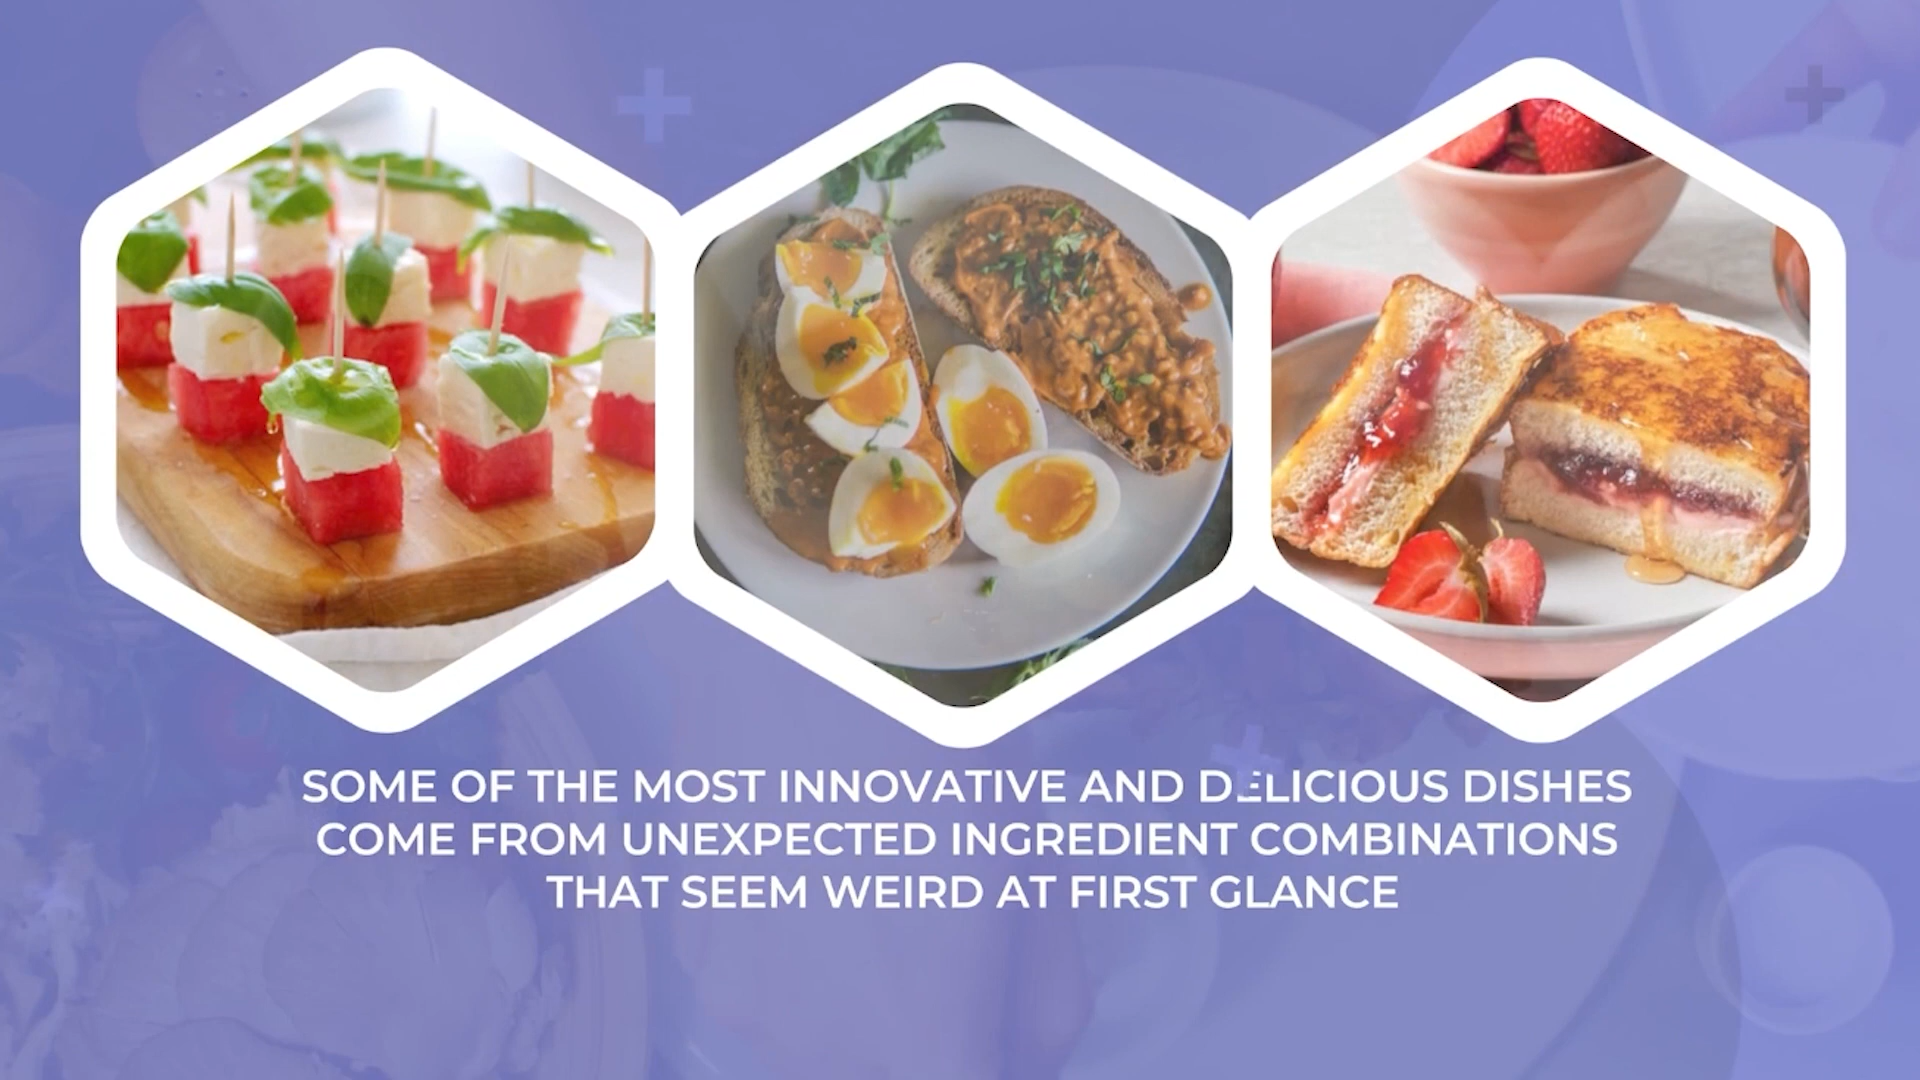 SOME OF THE MOST INNOVATIVE AND DELICIOUS DISHES
COME FROM UNEXPECTED INGREDIENT COMBINATIONS
THAT SEEM WEIRD AT FIRST GLANCE